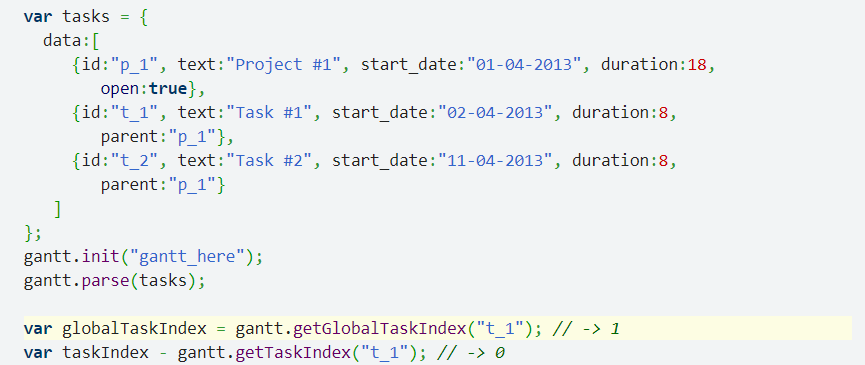 var tasks = {
data:[
{id:"p_1", text:"Project #1", start_date:"01-04-2013", duration:18,
open:true},
{id:"t_1", text:"Task #1", start_date:"02-04-2013", duration:8,
parent:"p_1"},
{id:"t_2", text:"Task #2", start_date:"11-04-2013", duration:8,
parent:"p_1"}
]
};
gantt.init("gantt_here");
gantt.parse(tasks);
var globalTaskIndex = gantt.getGlobalTaskIndex("t_1"); // -> 1
var taskIndex - gantt.getTaskIndex("t_1"); // -> 0